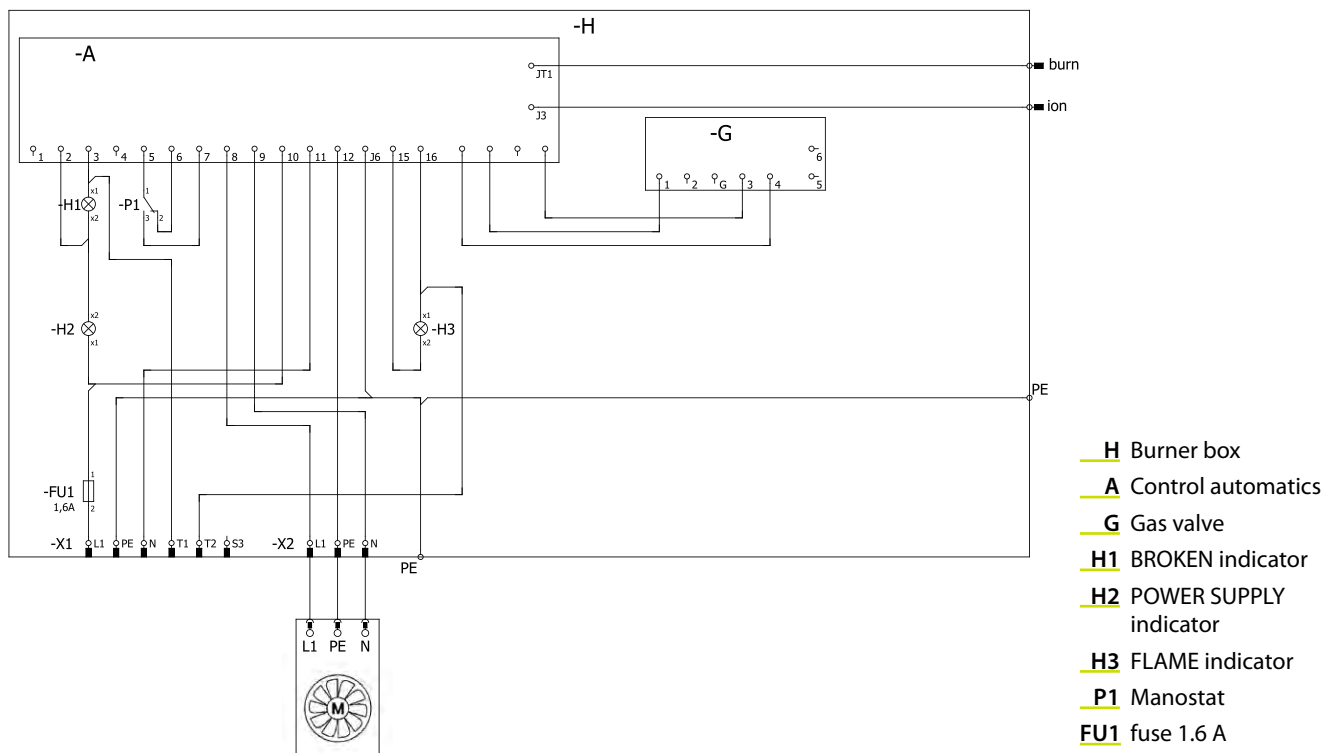 -H
-A
JT1
burn
J3
ion
-G
6
1 2 3 4 5 6 7 8 9 10 11 12 J6 15 16
1 2 G 3 4 5
x1
-H1
x2
-P1
1
3 2
x2
-H2
x1
x1
-H3
x2
PE
1
-FU1
1,6A
2
-X1 L1 PE N T1 T2 S3
-X2 L1 PE N
PE
L1 PE N
M
H Burner box
A Control automatics
G Gas valve
H1 BROKEN indicator
H2 POWER SUPPLY
indicator
H3 FLAME indicator
P1 Manostat
FU1 fuse 1.6 A